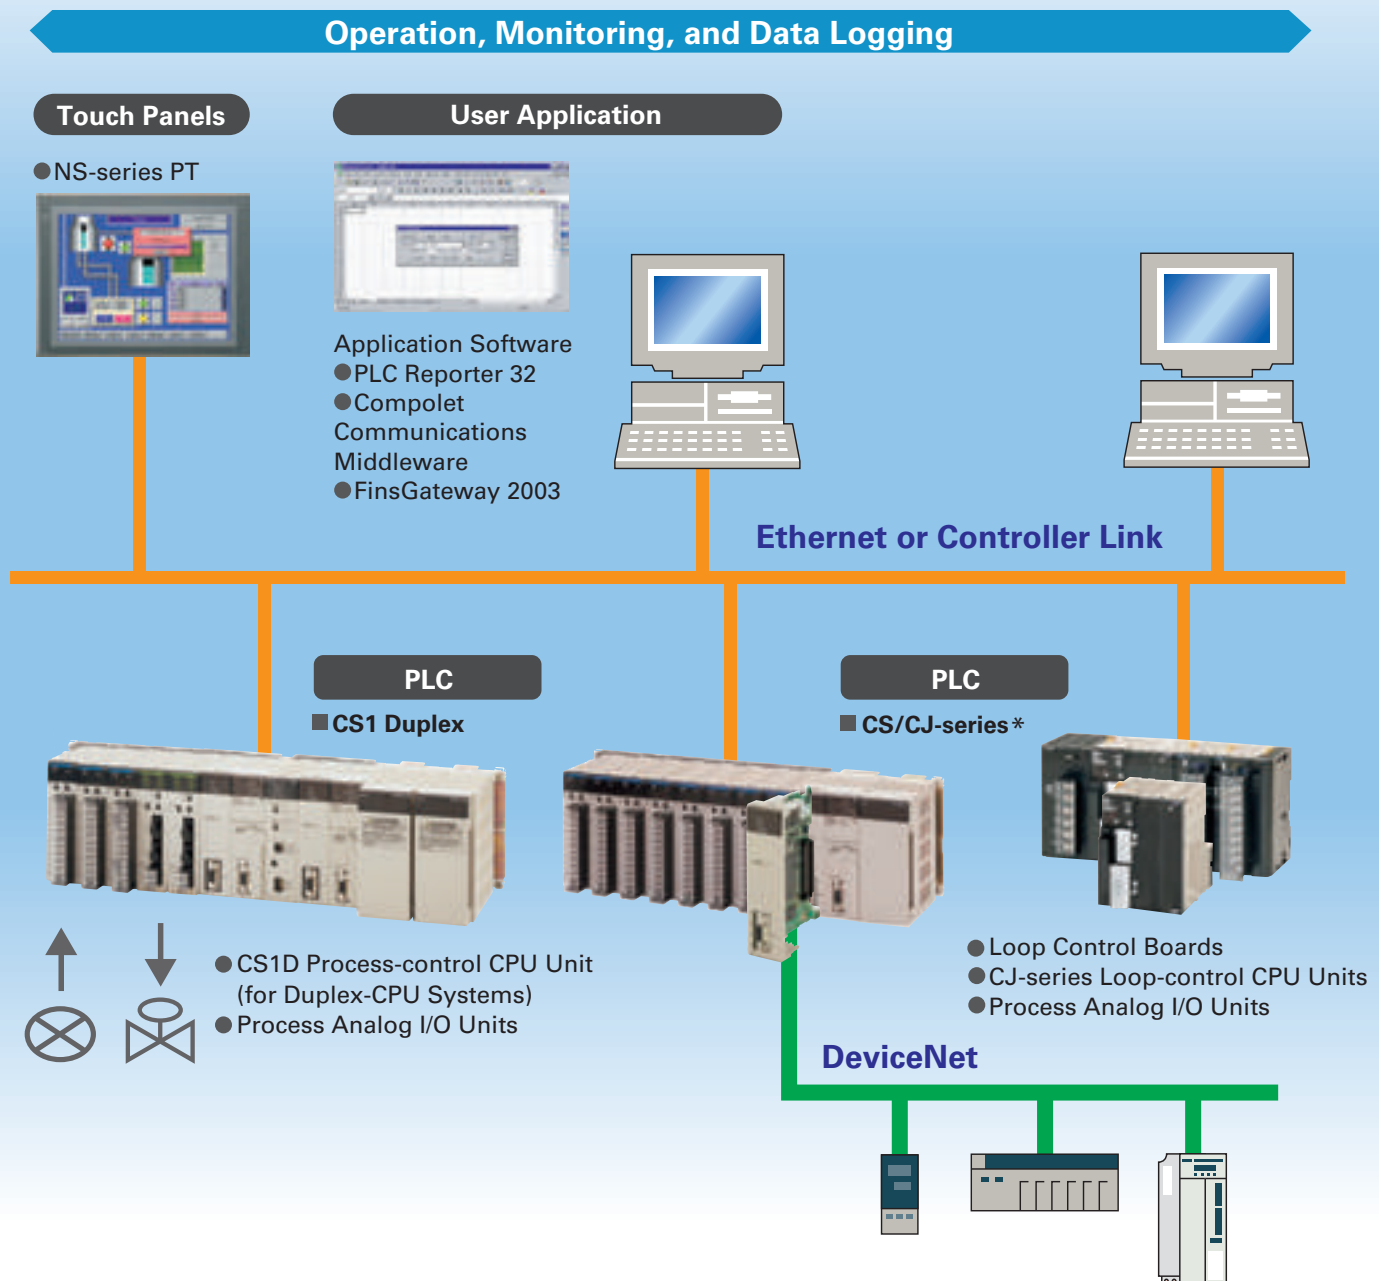 Operation, Monitoring, and Data Logging
Touch Panels
User Application
●NS-series PT
Application Software
●PLC Reporter 32
●Compolet
Communications
Middleware
●FinsGateway 2003
Ethernet or Controller Link
PLC
■CS1 Duplex
PLC
■CS/CJ-series*
●CS1D Process-control CPU Unit
(for Duplex-CPU Systems)
●Process Analog I/O Units
●Loop Control Boards
●CJ-series Loop-control CPU Units
●Process Analog I/O Units
DeviceNet